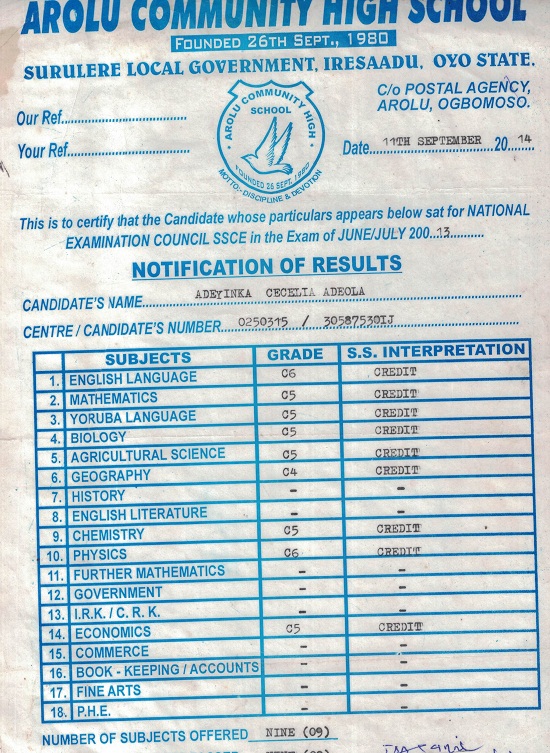 AROLU COMMUNITY HIGH SCHOOL
FOUNDED 26TH SEPT., 1980
SURULERE LOCAL GOVERNMENT, IRESAADU, OYO STATE.
C/o POSTAL AGENCY,
AROLU, OGBOMOSO.
Our Ref.
AROLU COMMUNITY HIGH SCHOOL
FOUNDED 26 SEPT. 1980
MOTTO:- DISCIPLINE & DEVOTION
Your Ref.
Date 11TH SEPTEMBER 20 14
This is to certify that the Candidate whose particulars appears below sat for NATIONAL
EXAMINATION COUNCIL SSCE in the Exam of JUNE/JULY 200..13
NOTIFICATION OF RESULTS
CANDIDATE'S NAME ADEYINKA CECELIA ADEOLA
CENTRE / CANDIDATE'S NUMBER 0250315 / 30587530IJ
SUBJECTS GRADE S.S. INTERPRETATION
1. ENGLISH LANGUAGE C6 CREDIT
2. MATHEMATICS C5 CREDIT
3. YORUBA LANGUAGE C5 CREDIT
4. BIOLOGY C5 CREDIT
5. AGRICULTURAL SCIENCE C5 CREDIT
6. GEOGRAPHY C4 CREDIT
7. HISTORY - -
8. ENGLISH LITERATURE - -
9. CHEMISTRY C5 CREDIT
10. PHYSICS C6 CREDIT
11. FURTHER MATHEMATICS - -
12. GOVERNMENT - -
13. I.R.K. / C. R. K. - -
14. ECONOMICS C5 CREDIT
15. COMMERCE - -
16. BOOK - KEEPING / ACCOUNTS - -
17. FINE ARTS - -
18. P.H.E. - -
NUMBER OF SUBJECTS OFFERED NINE (09)